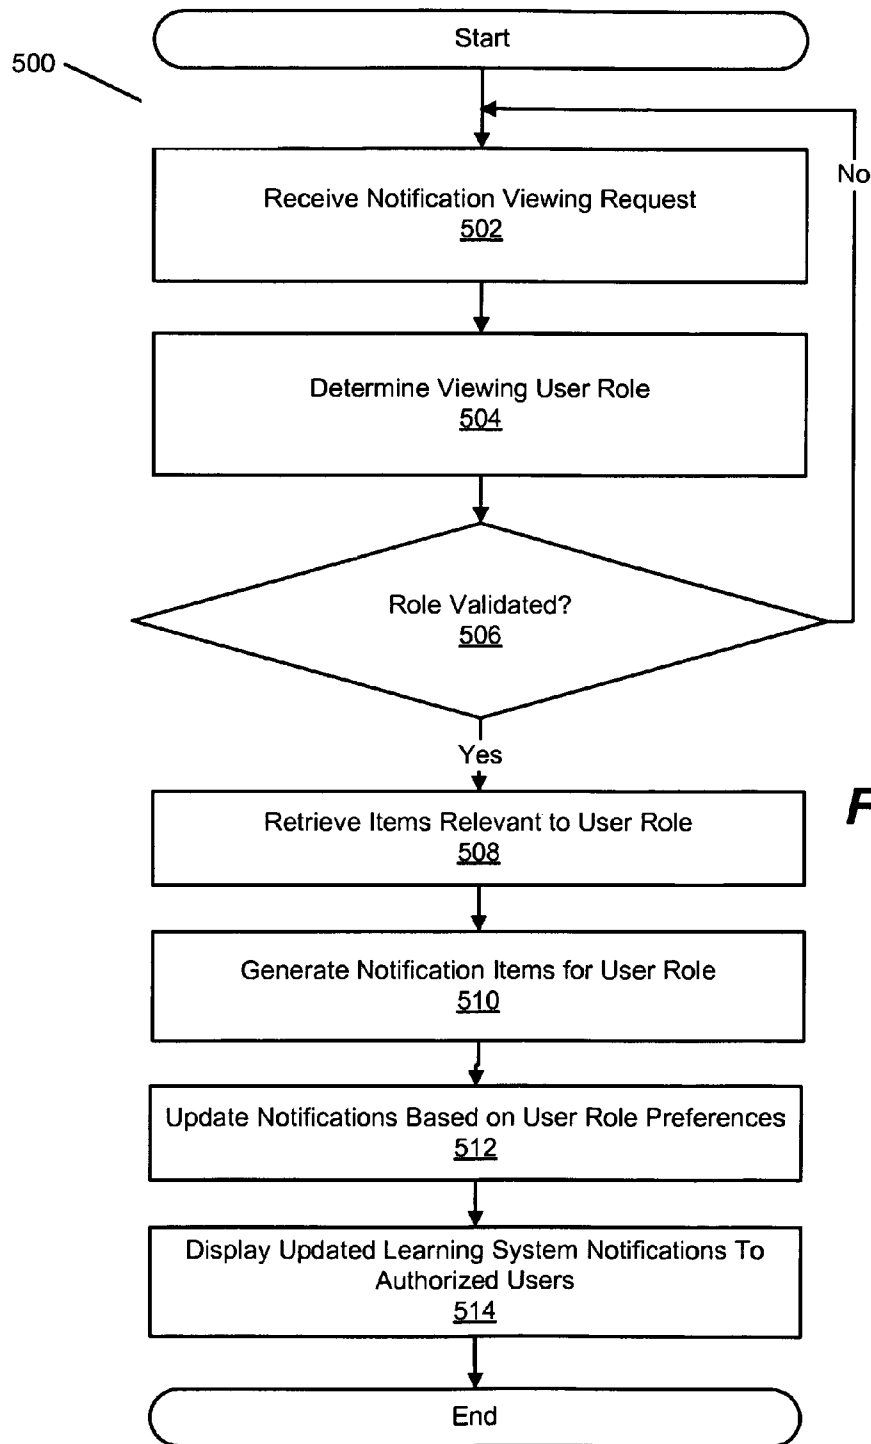 Start
500
No
Receive Notification Viewing Request
502
Determine Viewing User Role
504
Role Validated?
506
Yes
Retrieve Items Relevant to User Role
508
F
Generate Notification Items for User Role
510
Update Notifications Based on User Role Preferences
512
Display Updated Learning System Notifications To
Authorized Users
514
End